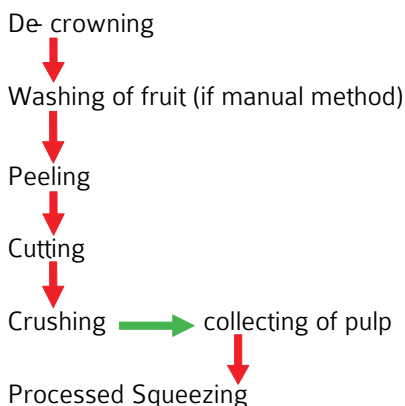 De- crowning
Washing of fruit (if manual method)
Peeling
Cutting
Crushing collecting of pulp
Processed Squeezing